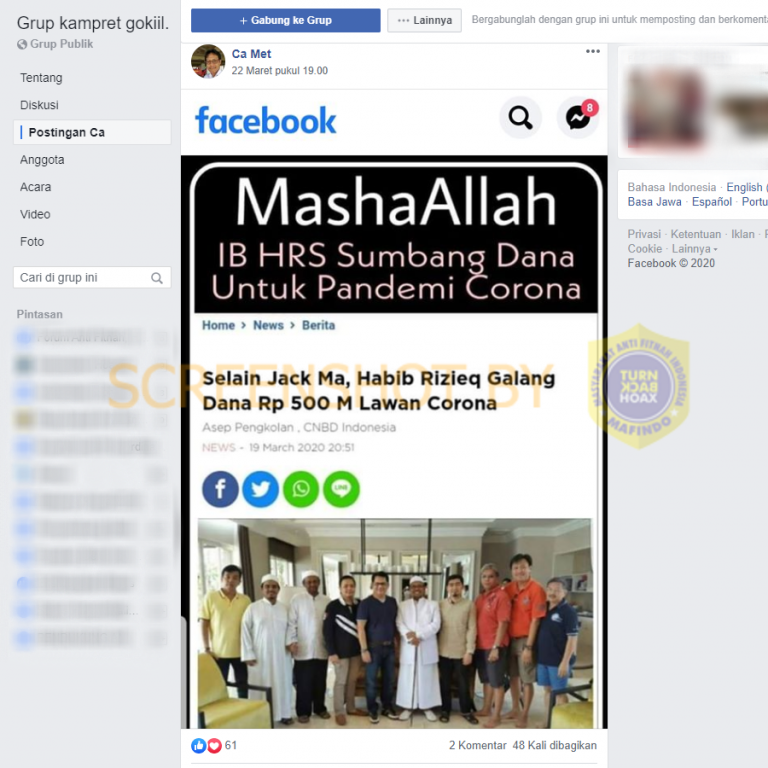 Grup kampret gokiil.
Grup Publik
Tentang
Diskusi
Postingan Ca
Anggota
Acara
Video
Foto
Cari di grup ini
Pintasan
+ Gabung ke Grup
Lainnya
Bergabunglah dengan grup ini untuk memposting dan berkomenta
Ca Met
22 Maret pukul 19.00
facebook
8
MashaAllah
IB HRS Sumbang Dana
Untuk Pandemi Corona
Home > News > Berita
Selain Jack Ma, Habib Rizieq Galang
Dana Rp 500 M Lawan Corona
Asep Pengkolan , CNBD Indonesia
NEWS - 19 March 2020 20:51
LINE
61
2 Komentar 48 Kali dibagikan
SCREENSHOT BY
MASYARAKAT ANTI FITNAH INDONESIA
TURN
BACK
HOAX
MAFINDO
Bahasa Indonesia · English (
Basa Jawa · Español · Portu
Privasi · Ketentuan · Iklan ·
Cookie · Lainnya
Facebook © 2020